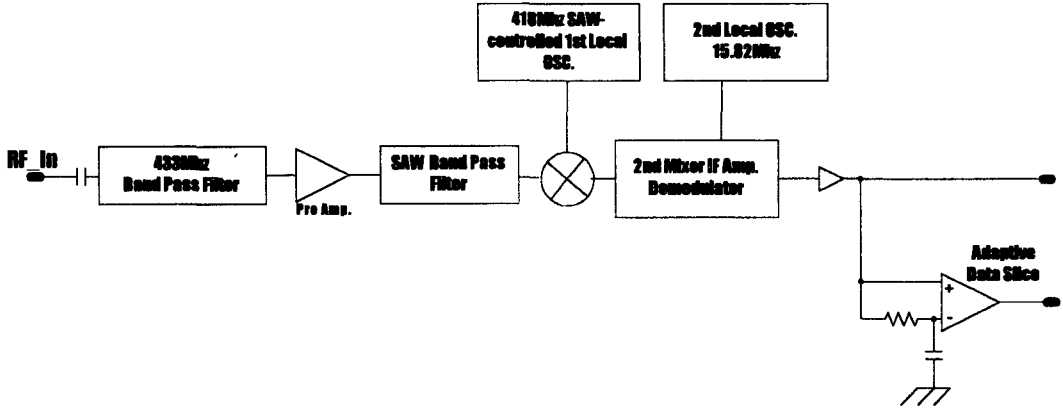 418Mhz SAW-
controlled 1st Local
OSC.
2nd Local OSC.
15.82Mhz
RF_In
433Mhz
Band Pass Filter
Pre Amp.
SAW Band Pass
Filter
2nd Mixer IF Amp.
Demodulator
Adaptive
Data Slice
+
-